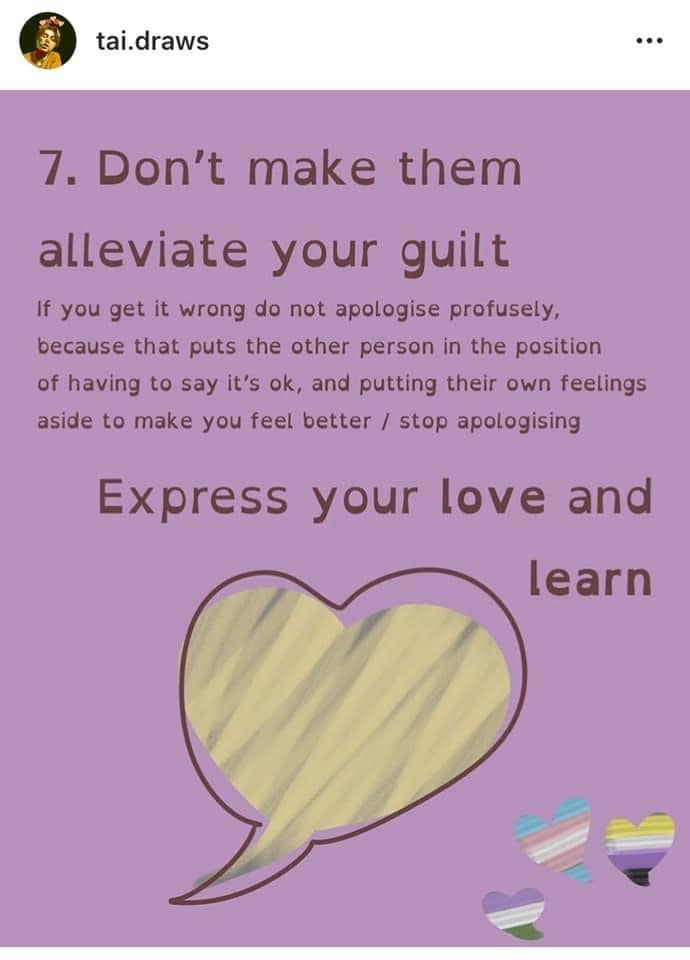 tai.draws
7. Don't make them
alleviate your guilt
If you get it wrong do not apologise profusely,
because that puts the other person in the position
of having to say it's ok, and putting their own feelings
aside to make you feel better / stop apologising
Express your love and
learn